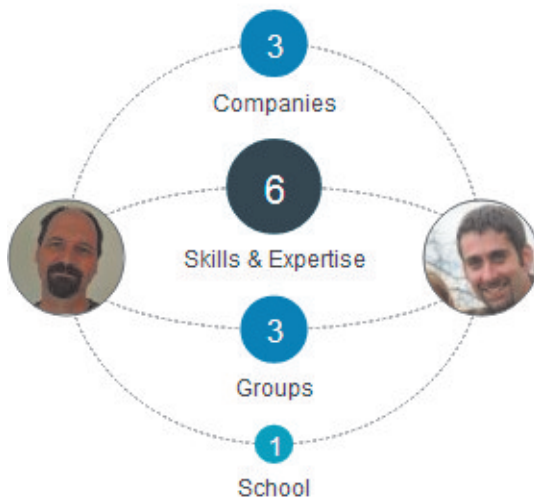 3
Companies
6
Skills & Expertise
3
Groups
1
School